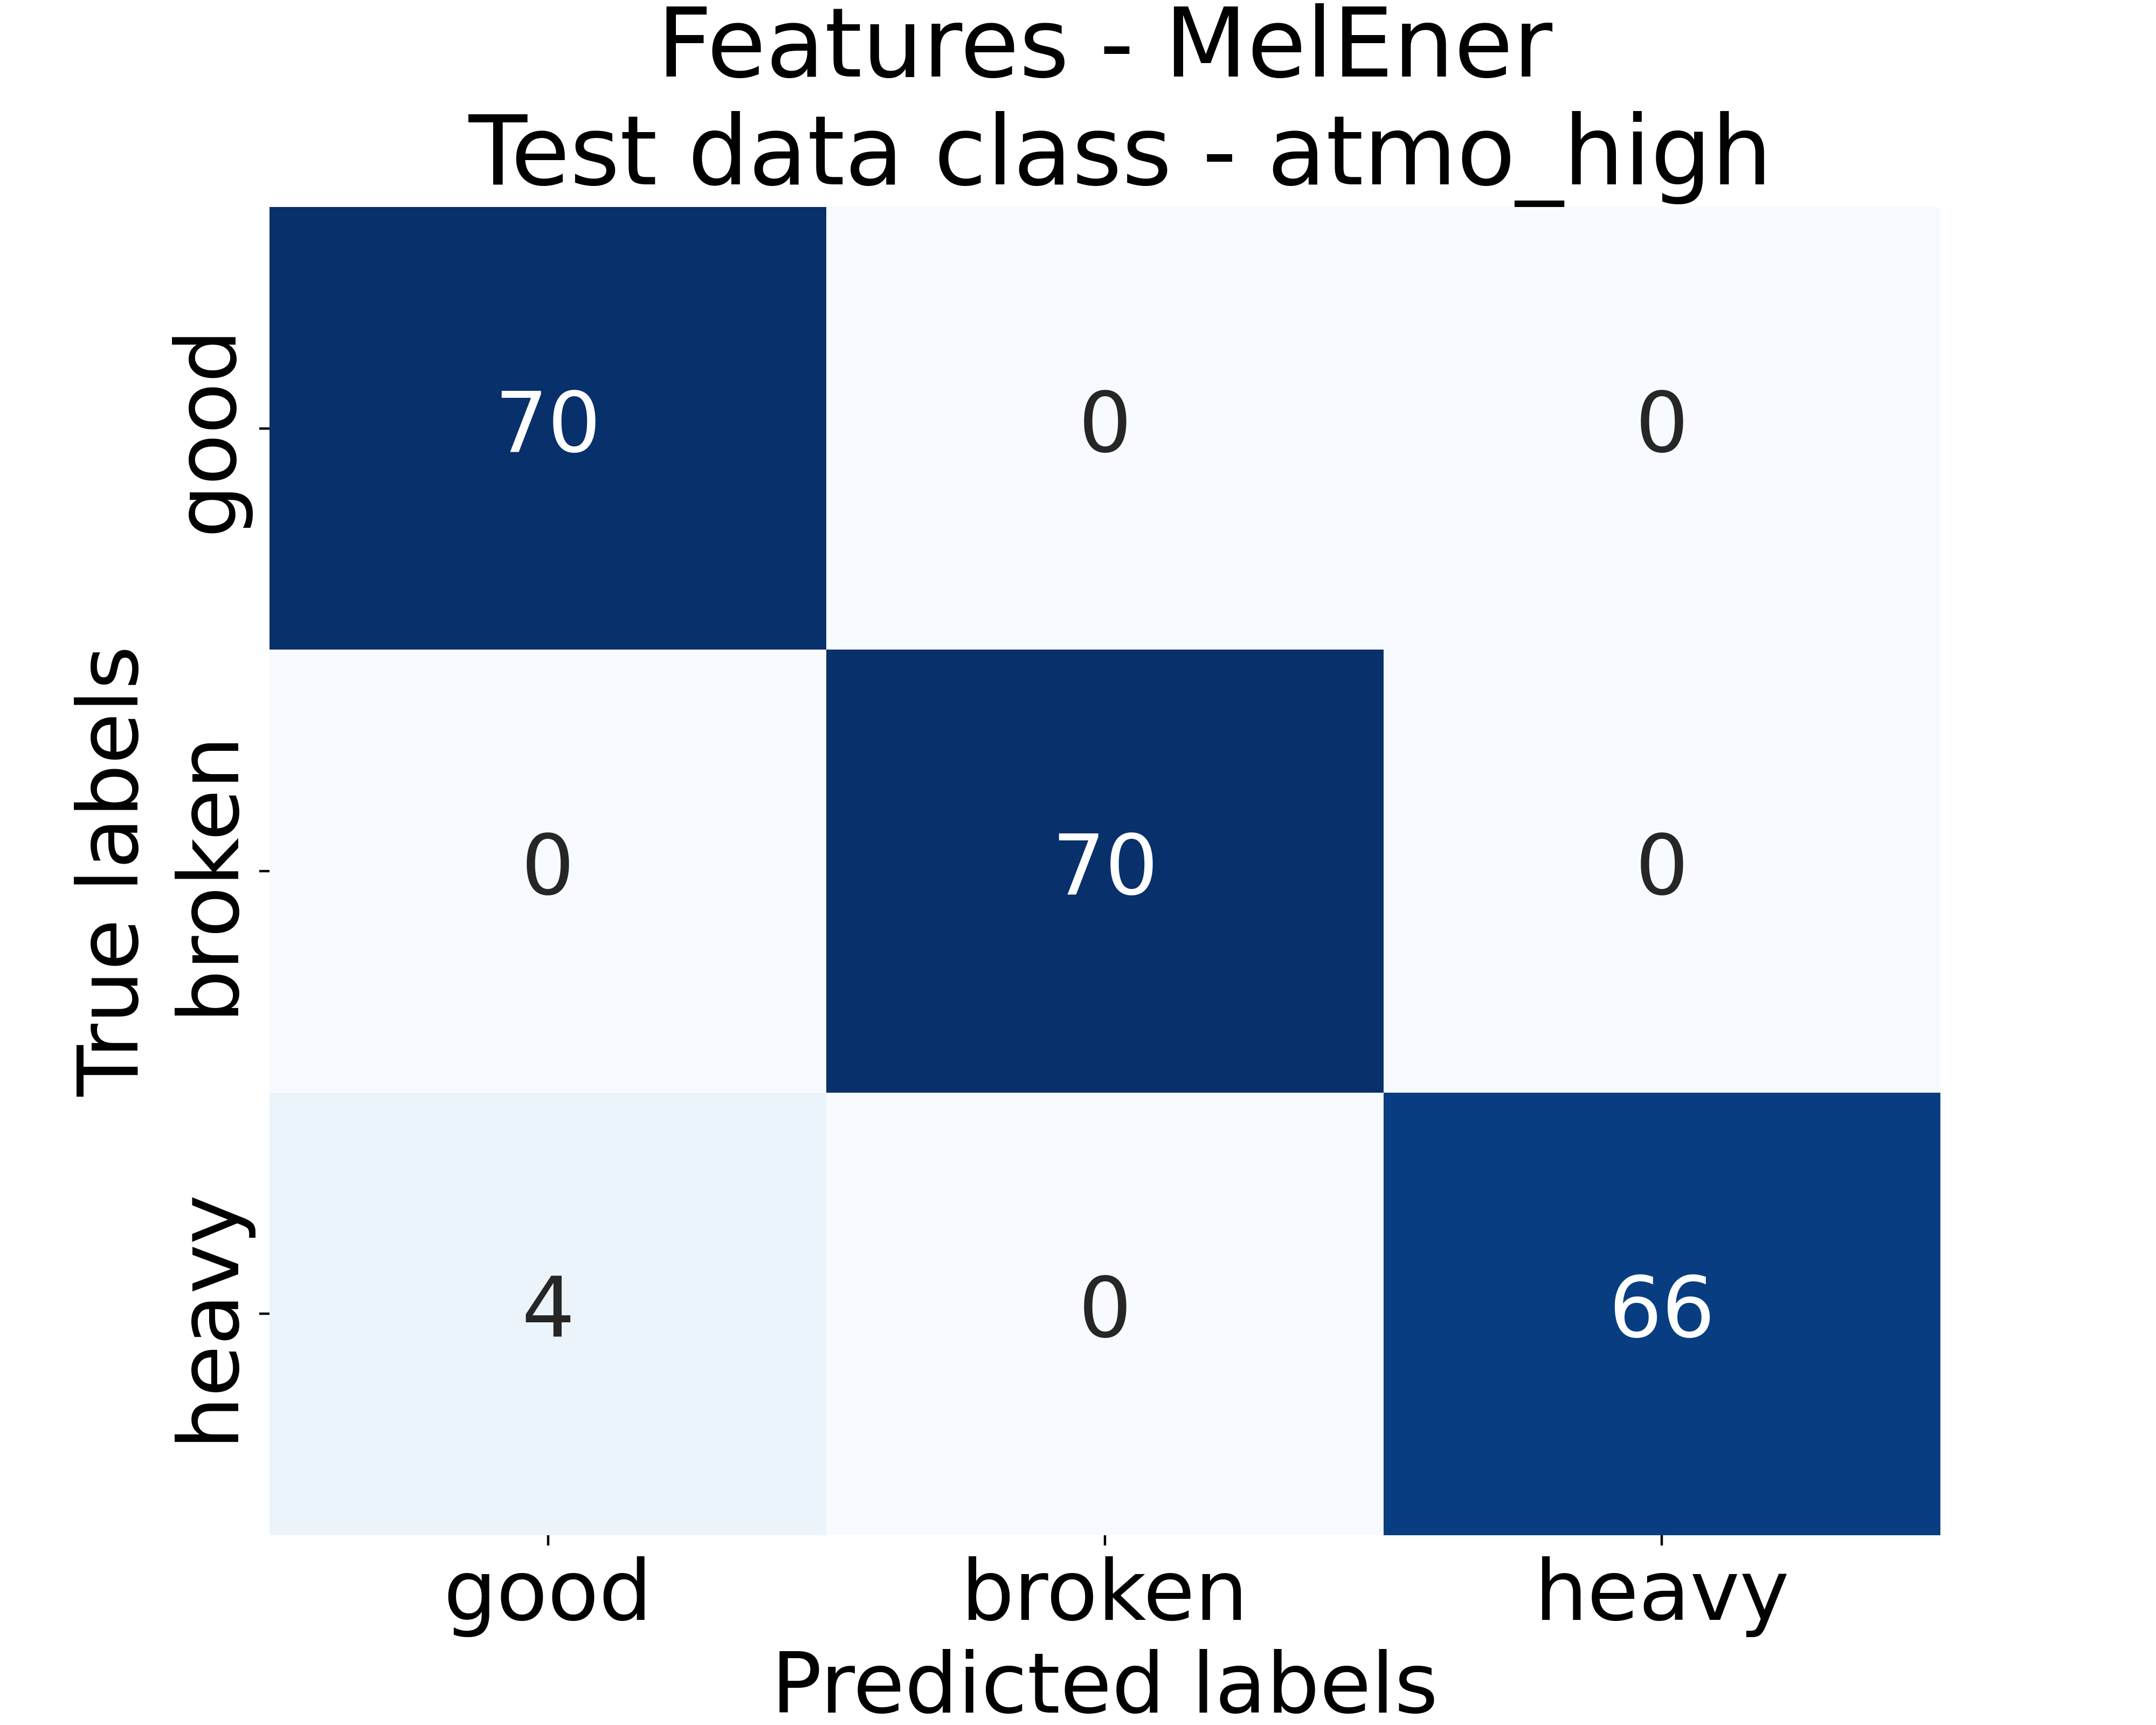 Features - MelEner
Test data class - atmo_high
True labels
good
70 0 0
broken
0 70 0
heavy
4 0 66
good broken heavy
Predicted labels